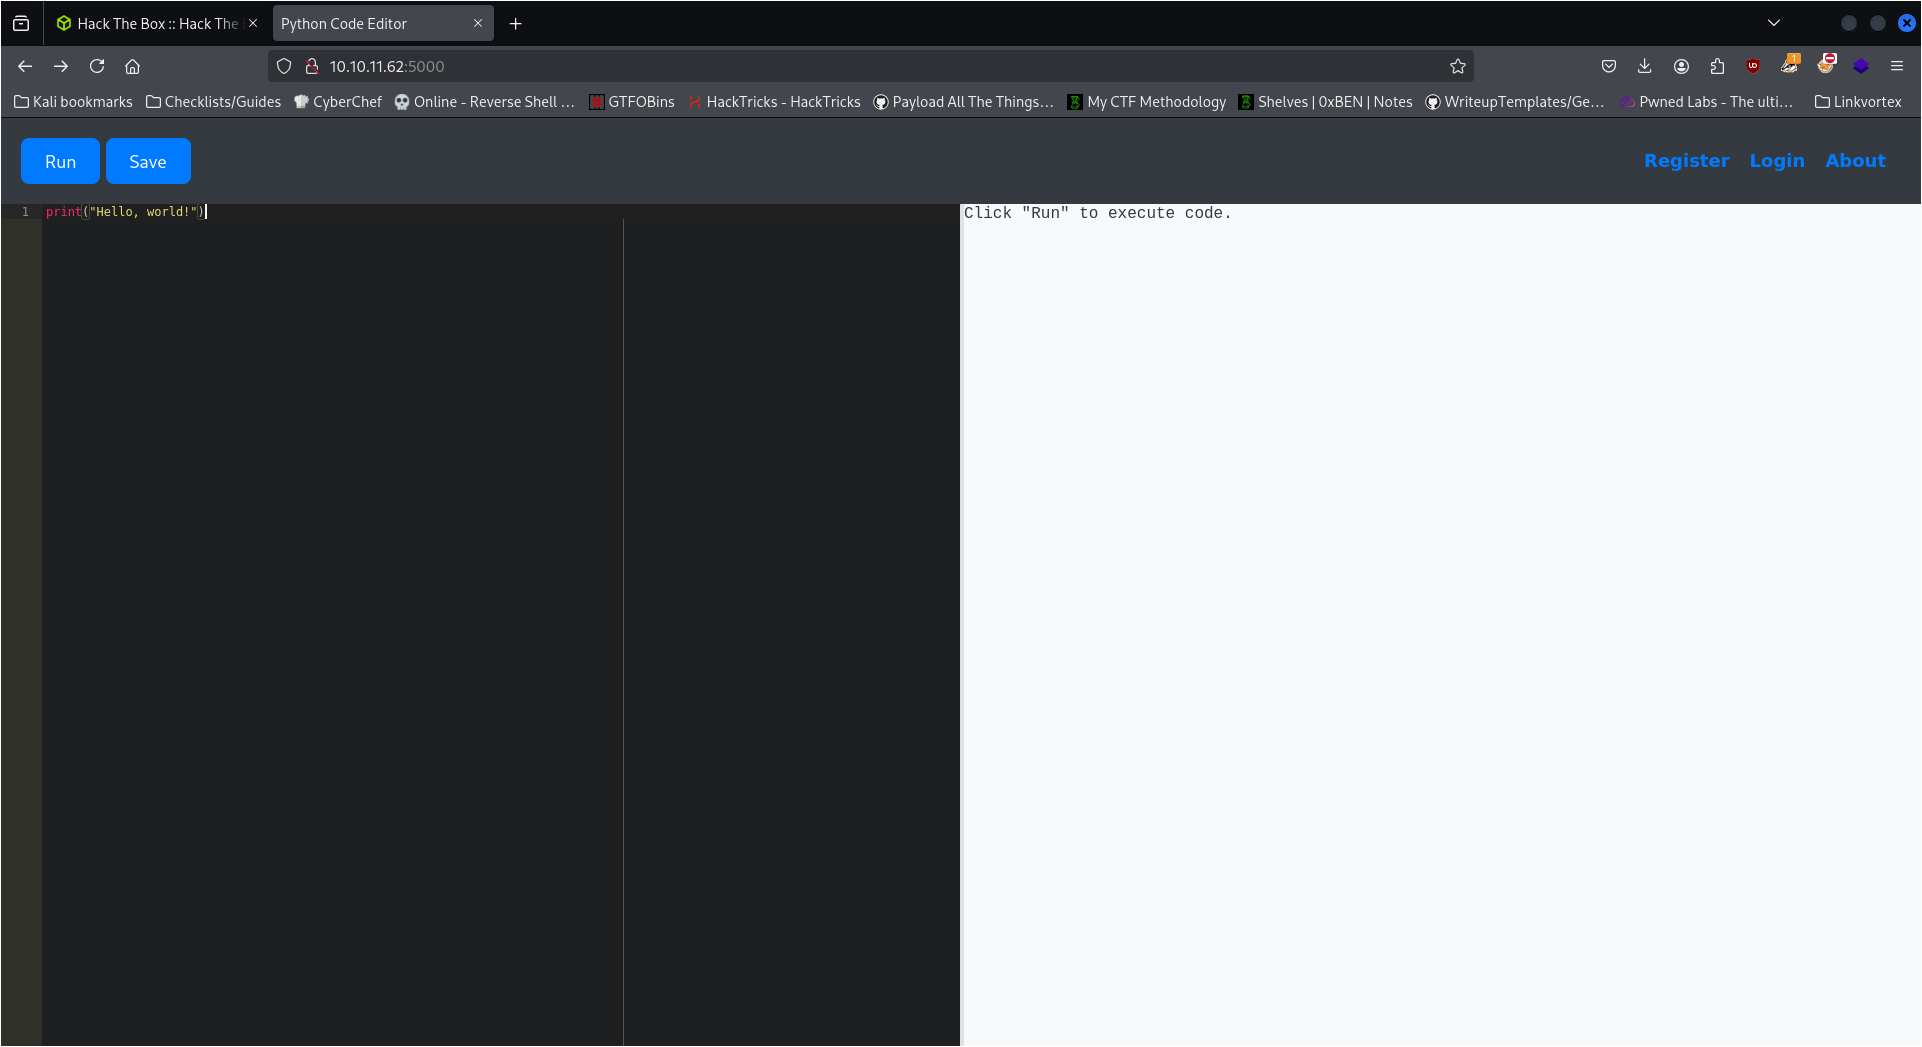 Hack The Box :: Hack The Python Code Editor
10.10.11.62:5000
Kali bookmarks Checklists/Guides CyberChef Online - Reverse Shell ... GTFOBins HackTricks - HackTricks Payload All The Things... My CTF Methodology Shelves | 0xBEN | Notes WriteupTemplates/Ge... Pwned Labs - The ulti... Linkvortex
Run Save Register Login About
1 print("Hello, world!") Click "Run" to execute code.